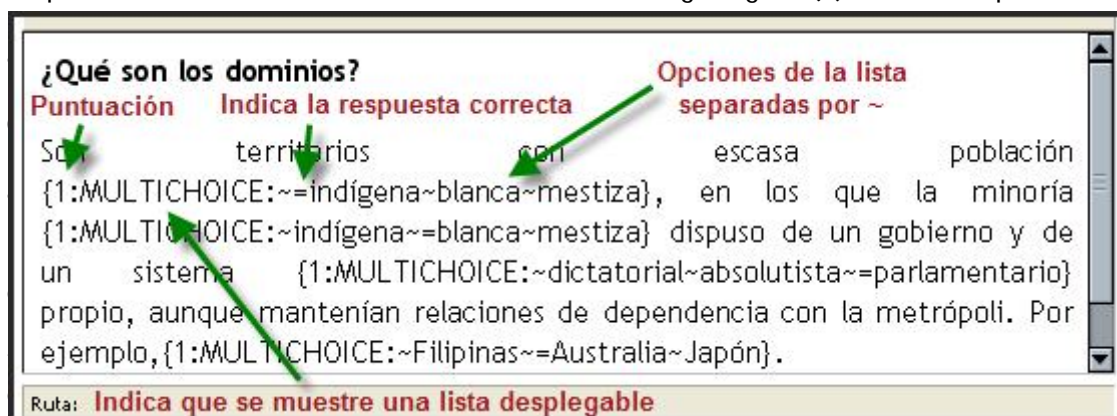 ¿Qué son los dominios?
Opciones de la lista
Puntuación Indica la respuesta correcta separadas por ~
Son territorios con escasa población
{1:MULTICHOICE:~=indígena~blanca~mestiza}, en los que la minoría
{1:MULTICHOICE:~indígena~=blanca~mestiza} dispuso de un gobierno y de
un sistema {1:MULTICHOICE:~dictatorial~absolutista~=parlamentario}
propio, aunque mantenían relaciones de dependencia con la metrópoli. Por
ejemplo,{1:MULTICHOICE:~Filipinas~=Australia~Japón}.
Ruta: Indica que se muestre una lista desplegable